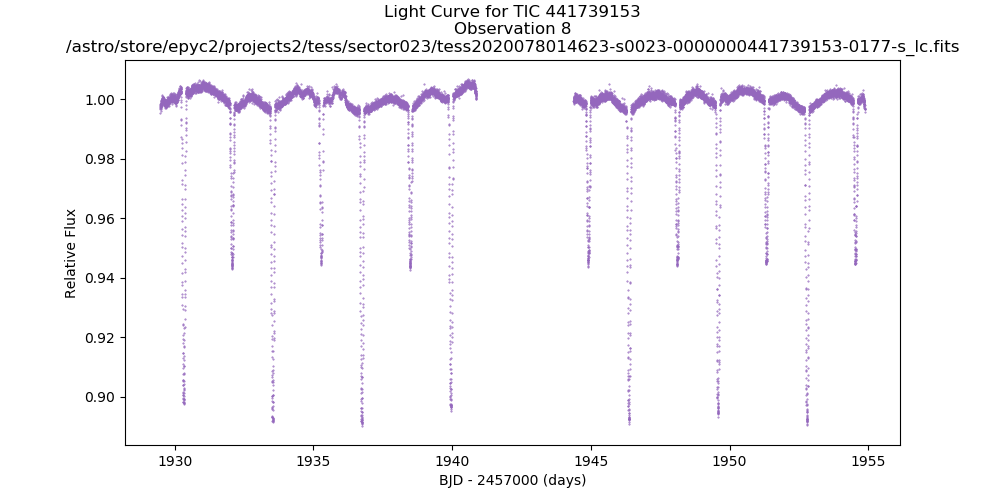 Light Curve for TIC 441739153
Observation 8
/astro/store/epyc2/projects2/tess/sector023/tess2020078014623-s0023-0000000441739153-0177-s_lc.fits
1.00
0.98
0.96
0.94
0.92
0.90
Relative Flux
1930
1935
1940
1945
1950
1955
BJD - 2457000 (days)